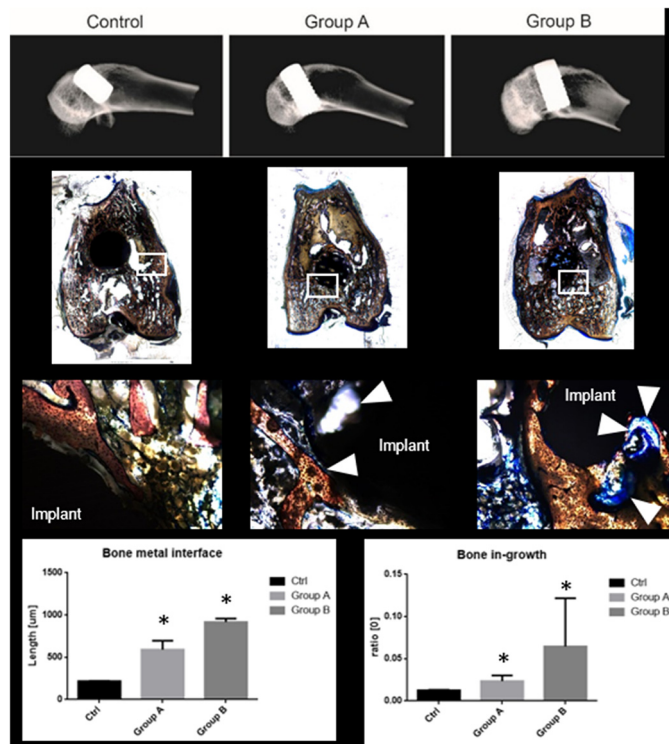 Control
Group A
Group B
Implant
Implant
Implant
Bone metal interface
Length [um]
1500
1000
500
0
*
*
Ctrl
Group A
Group B
Ctrl
Group A
Group B
Bone in-growth
ratio [0]
0.15
0.10
0.05
0.00
*
*
Ctrl
Group A
Group B
Ctrl
Group A
Group B